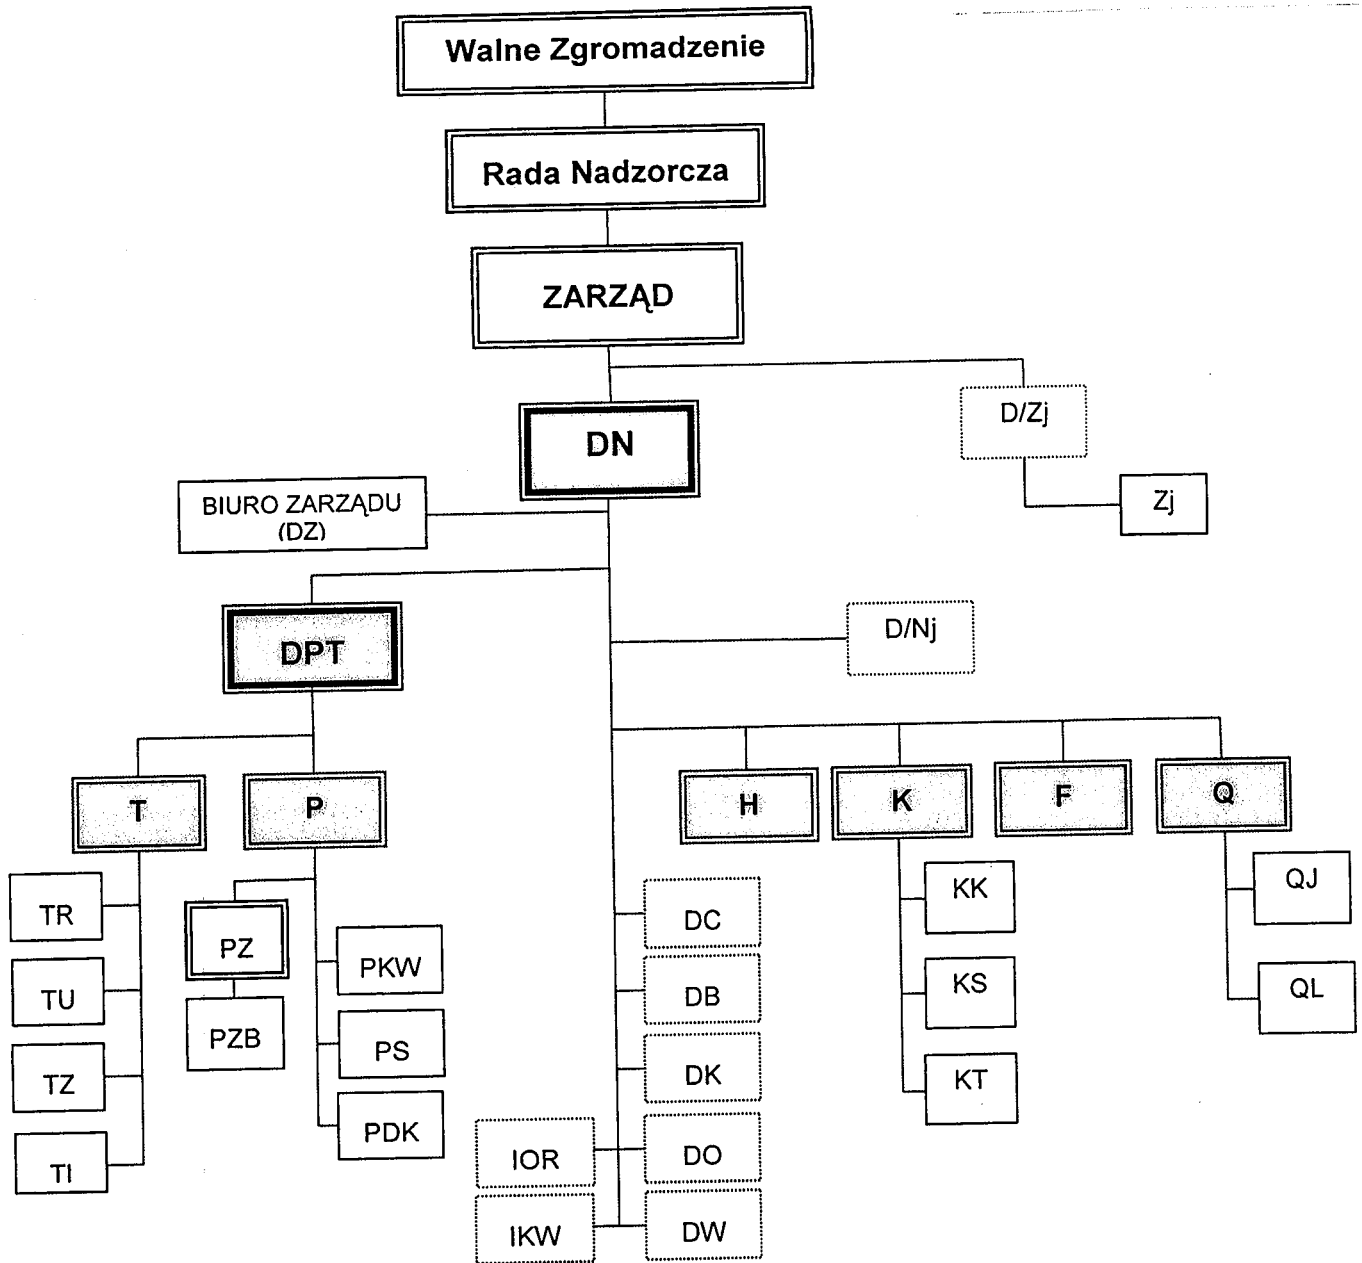 Walne Zgromadzenie
Rada Nadzorcza
ZARZĄD
DN
D/Zj
Zj
BIURO ZARZĄDU
(DZ)
DPT
D/Nj
T
P
H
K
F
Q
TR
TU
TZ
TI
PZ
PZB
PKW
PS
PDK
DC
DB
DK
IOR
DO
IKW
DW
KK
KS
KT
QJ
QL